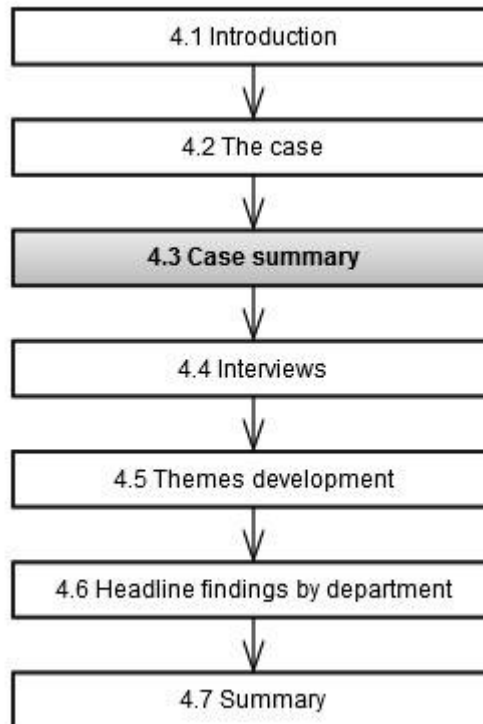 4.1 Introduction
4.2 The case
4.3 Case summary
4.4 Interviews
4.5 Themes development
4.6 Headline findings by department
4.7 Summary